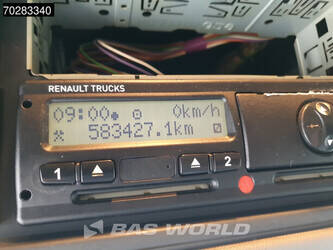 70283340
RENAULT TRUCKS
09:00 0km/h
583427.1km
1 2
BAS WORLD